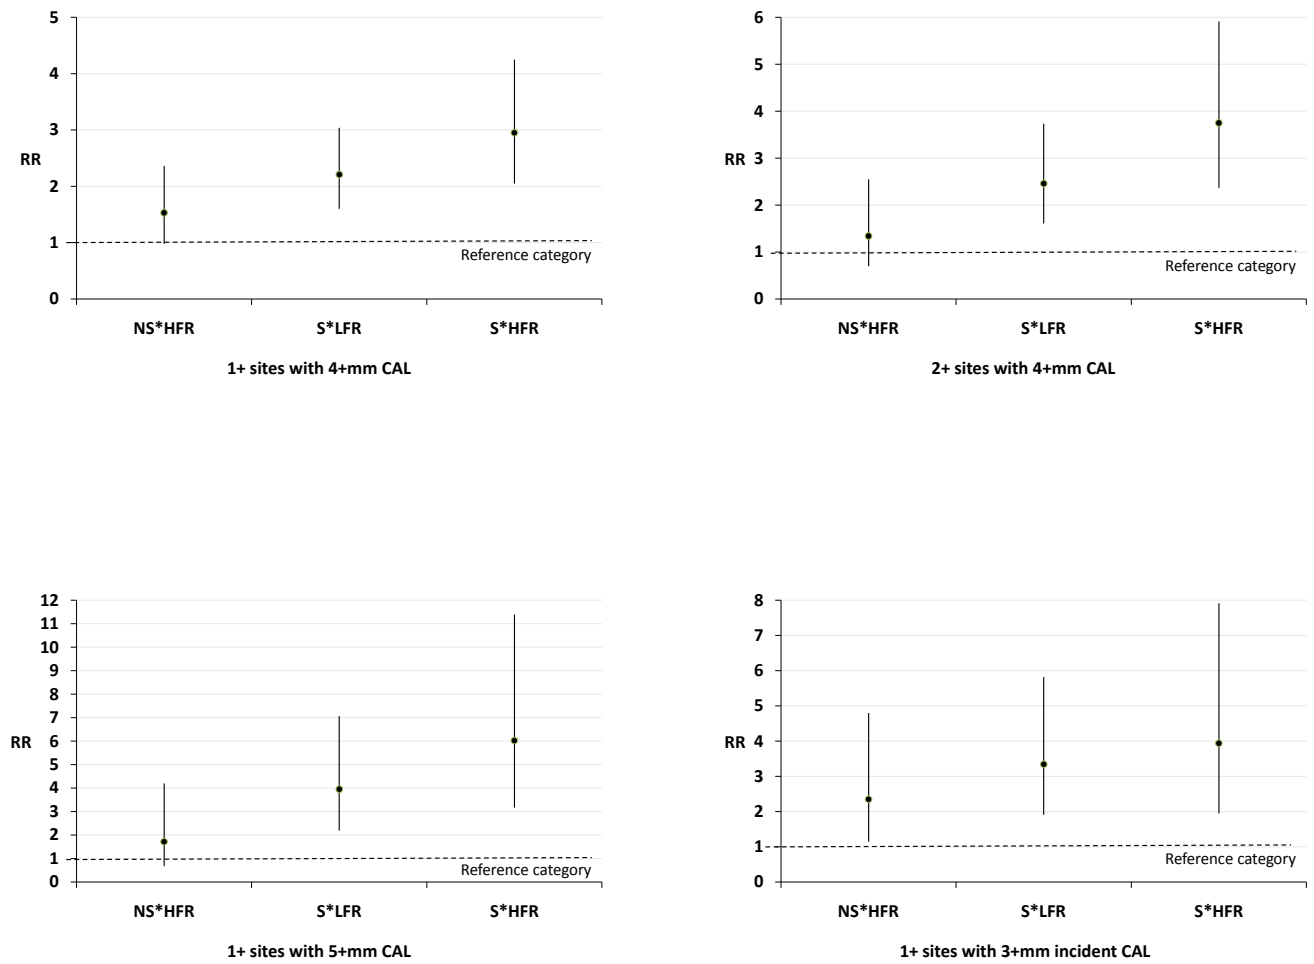 5
4
3
2
1
0
RR
Reference category
NS*HFR S*LFR S*HFR
1+ sites with 4+mm CAL
6
5
4
3
2
1
0
RR
Reference category
NS*HFR S*LFR S*HFR
2+ sites with 4+mm CAL
12
11
10
9
8
7
6
5
4
3
2
1
0
RR
Reference category
NS*HFR S*LFR S*HFR
1+ sites with 5+mm CAL
8
7
6
5
4
3
2
1
0
RR
Reference category
NS*HFR S*LFR S*HFR
1+ sites with 3+mm incident CAL